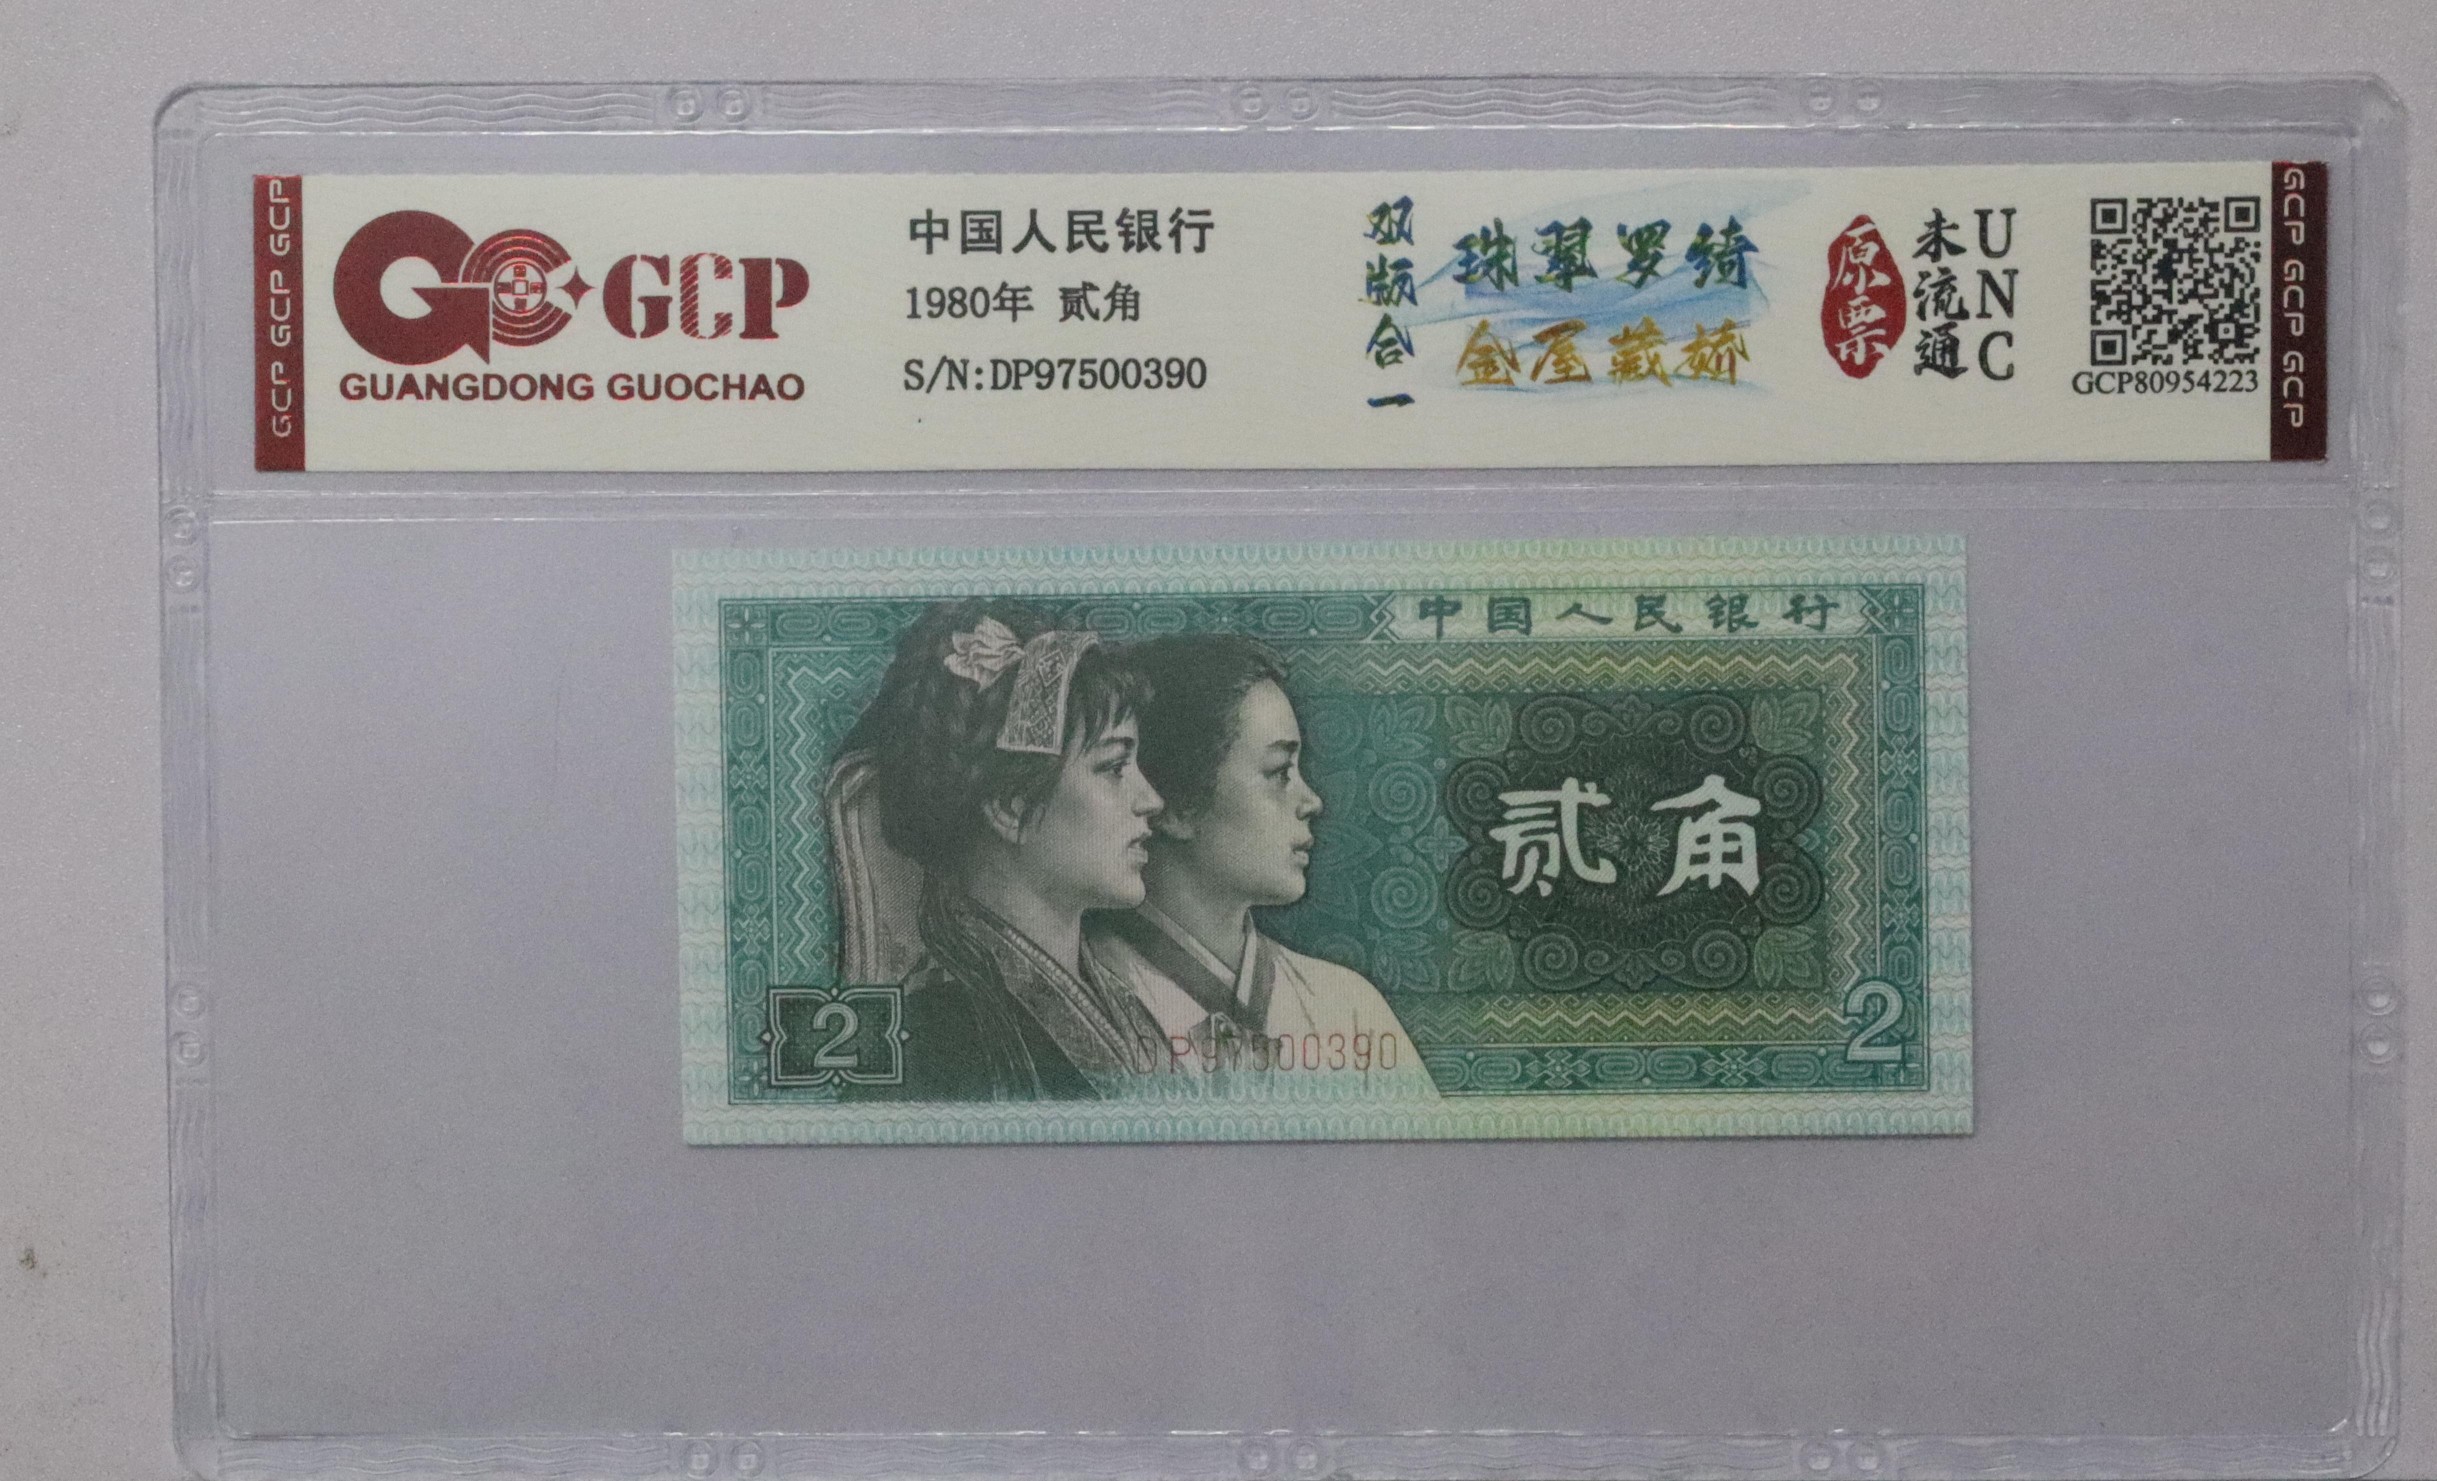 GCP GCP GCP
GCP
GUANGDONG GUOCHAO
中国人民银行
1980年 贰角
S/N:DP97500390
双版合一
珠翠罗绮
金屋藏娇
原票
未流通
UNC
GCP80954223
GCP GCP GCP
中国人民银行
贰角
2
DP97500390
2